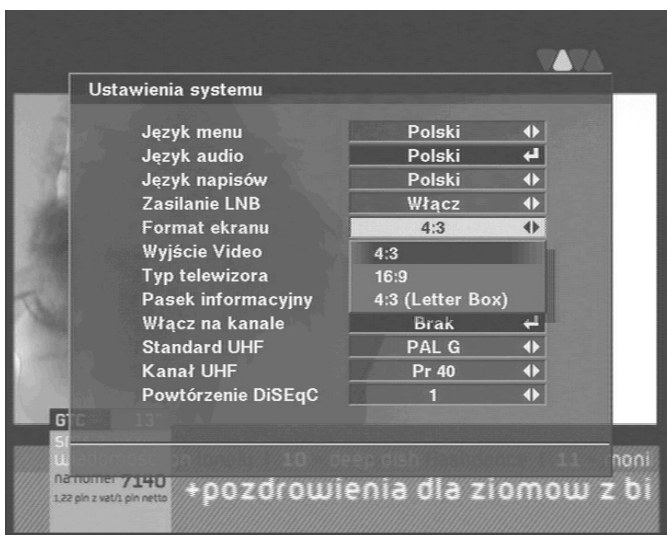 Ustawienia systemu
Język menu Polski
Język audio Polski
Język napisów Polski
Zasilanie LNB Włącz
Format ekranu 4:3
Wyjście Video 4:3
Typ telewizora 16:9
Pasek informacyjny 4:3 (Letter Box)
Włącz na kanale Brak
Standard UHF PAL G
Kanał UHF Pr 40
Powtórzenie DiSEqC 1
GTC 13
10 deep dish 11 moni
na numer 7140
1,22 pln z vat/1 pln netto
+pozdrowienia dla ziomow z bi